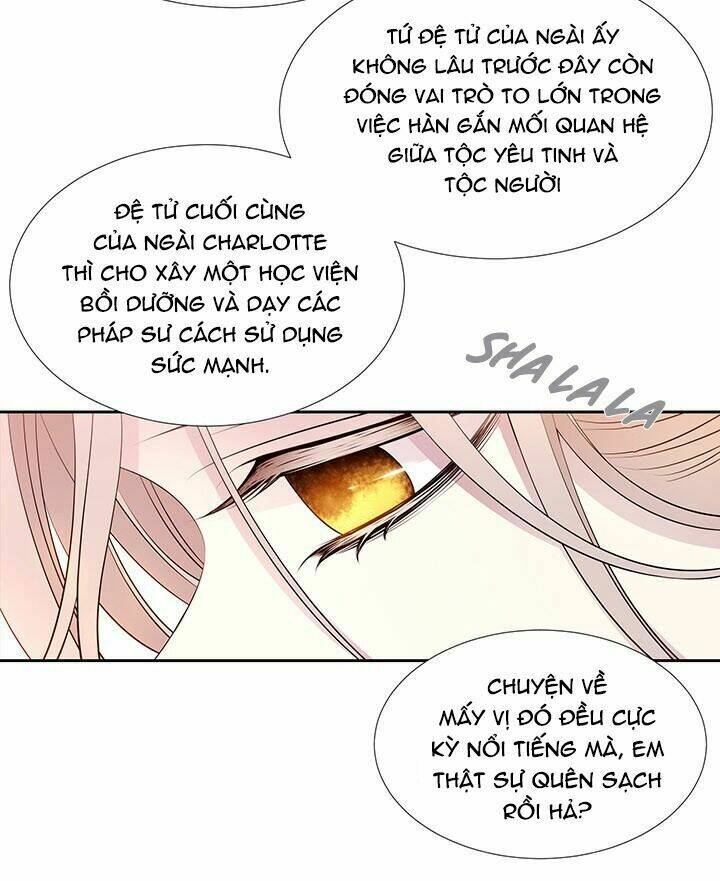 TỨ ĐỆ TỬ CỦA NGÀI ẤY
KHÔNG LÂU TRƯỚC ĐÂY CÒN
ĐÓNG VAI TRÒ TO LỚN TRONG
VIỆC HÀN GẮN MỐI QUAN HỆ
GIỮA TỘC YÊU TINH VÀ
TỘC NGƯỜI
ĐỆ TỬ CUỐI CÙNG
CỦA NGÀI CHARLOTTE
THÌ CHO XÂY MỘT HỌC VIỆN
BỒI DƯỠNG VÀ DẠY CÁC
PHÁP SƯ CÁCH SỬ DỤNG
SỨC MẠNH.
SHALALA
CHUYỆN VỀ
MẤY VỊ ĐÓ ĐỀU CỰC
KỲ NỔI TIẾNG MÀ, EM
THẬT SỰ QUÊN SẠCH
RỒI HẢ?